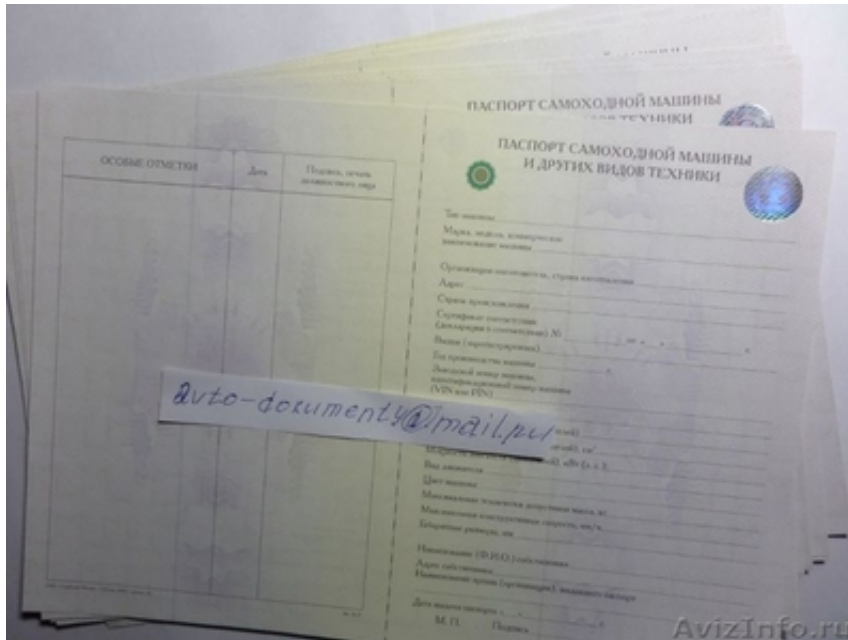 ПАСПОРТ САМОХОДНОЙ МАШИНЫ
ТЕХНИКИ
ПАСПОРТ САМОХОДНОЙ МАШИНЫ
И ДРУГИХ ВИДОВ ТЕХНИКИ
ОСОБЫЕ ОТМЕТКИ
Дата
Подпись, печать
должностного лица
Тип машины
Марка, модель, коммерческое
наименование машины
Организация-изготовитель, страна изготовления
Адрес
Страна происхождения
Сертификат соответствия
(декларация о соответствии) №
от « »
Выдан (зарегистрирован)
Год производства машины
Заводской номер машины,
идентификационный номер машины
(VIN или PIN)
avto-dokumenty@mail.ru
кВт (л. с.)
Вид движителя
Цвет машины
Максимальная технически допустимая масса, кг
Максимальная конструктивная скорость, км/ч
Габаритные размеры, мм
Наименование (Ф.И.О.) собственника
Адрес собственника
Наименование органа (организации), выдавшего паспорт
Дата выдачи паспорта
М. П.
Подпись
AvizInfo.ru